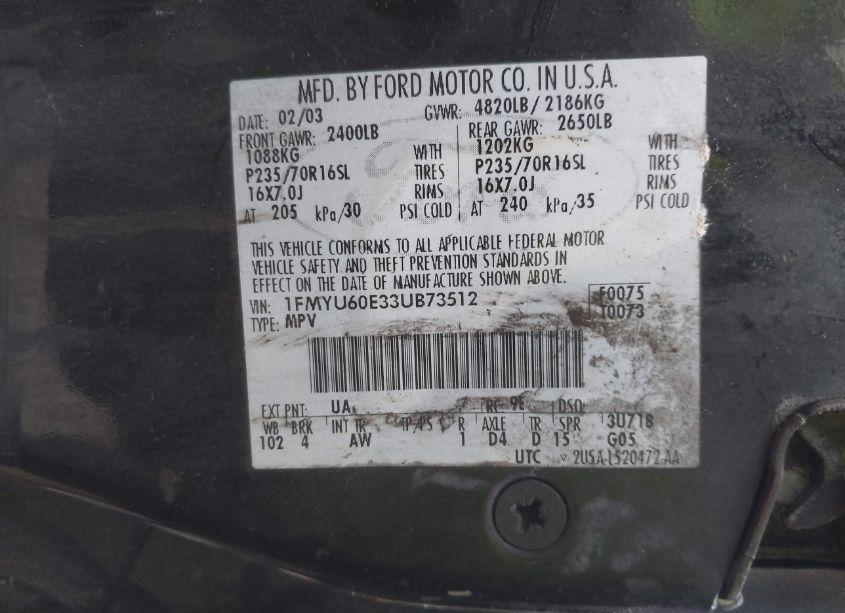 MFD. BY FORD MOTOR CO. IN U.S.A.
DATE: 02/03 GVWR: 4820LB/ 2186KG
FRONT GAWR: 2400LB REAR GAWR: 2650LB
1088KG WITH 1202KG WITH
P235/70R16SL TIRES P235/70R16SL TIRES
16X7.0J RIMS 16X7.0J RIMS
AT 205 kPa/30 PSI COLD AT 240 kPa/35 PSI COLD
THIS VEHICLE CONFORMS TO ALL APPLICABLE FEDERAL MOTOR
VEHICLE SAFETY AND THEFT PREVENTION STANDARDS IN
EFFECT ON THE DATE OF MANUFACTURE SHOWN ABOVE.
VIN: 1FMYU60E33UB73512 F0075
TYPE: MPV T0073
EXT PNT: UA RC: 9E DSO:
WB BRK INT TR TP/PS R AXLE TR SPR 3U71B
102 4 AW 1 D4 D 15 G05
UTC